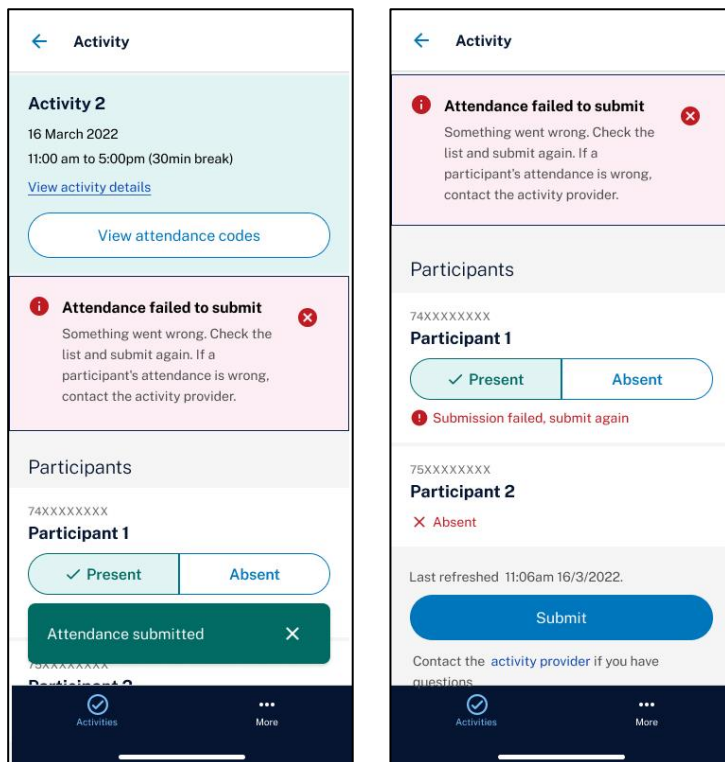 Activity
Activity 2
16 March 2022
11:00 am to 5:00pm (30min break)
View activity details
View attendance codes
Attendance failed to submit
Something went wrong. Check the
list and submit again. If a
participant's attendance is wrong,
contact the activity provider.
Participants
74XXXXXXXX
Participant 1
Present Absent
Attendance submitted
75XXXXXXXX
Participant 2
Activities More
Activity
Attendance failed to submit
Something went wrong. Check the
list and submit again. If a
participant's attendance is wrong,
contact the activity provider.
Participants
74XXXXXXXX
Participant 1
Present Absent
Submission failed, submit again
75XXXXXXXX
Participant 2
Absent
Last refreshed 11:06am 16/3/2022.
Submit
Contact the activity provider if you have
questions
Activities More